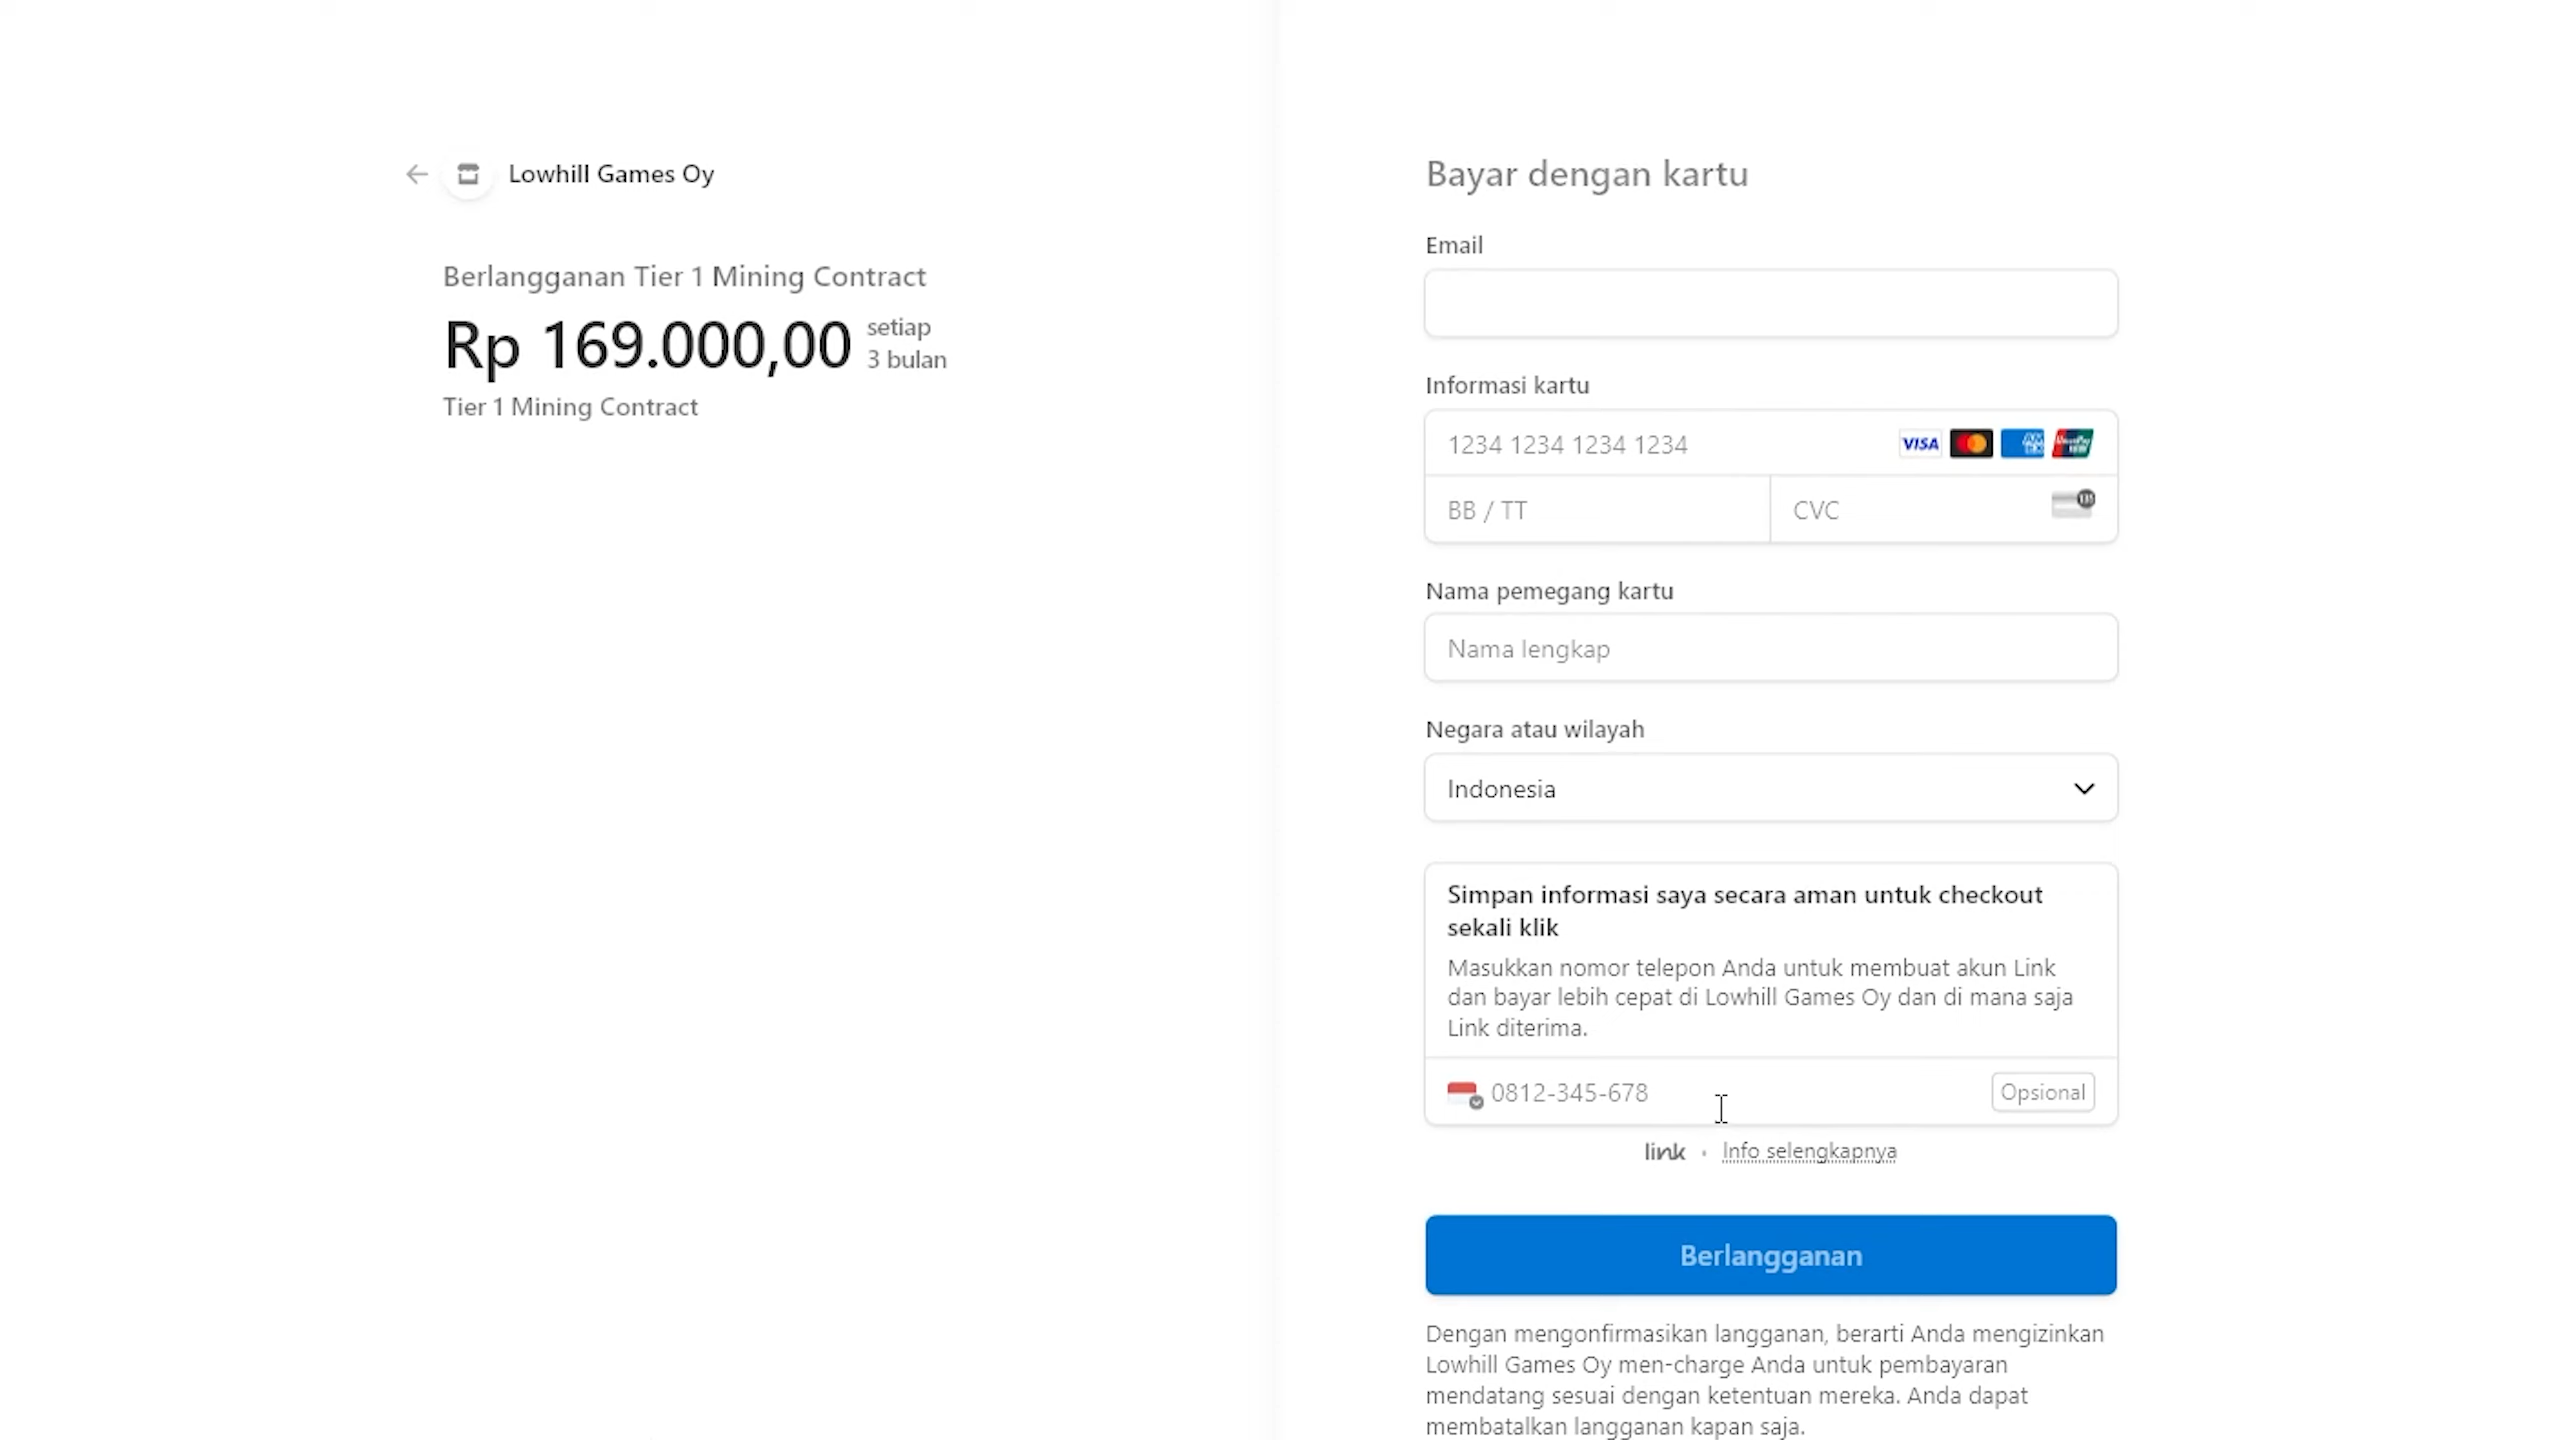 Lowhill Games Oy
Berlangganan Tier 1 Mining Contract
Rp 169.000,00
setiap
3 bulan
Tier 1 Mining Contract
Bayar dengan kartu
Email
Informasi kartu
1234 1234 1234 1234
VISA
BB / TT
CVC
Nama pemegang kartu
Nama lengkap
Negara atau wilayah
Indonesia
Simpan informasi saya secara aman untuk checkout
sekali klik
Masukkan nomor telepon Anda untuk membuat akun Link
dan bayar lebih cepat di Lowhill Games Oy dan di mana saja
Link diterima.
0812-345-678
Opsional
link · Info selengkapnya
Berlangganan
Dengan mengonfirmasikan langganan, berarti Anda mengizinkan
Lowhill Games Oy men-charge Anda untuk pembayaran
mendatang sesuai dengan ketentuan mereka. Anda dapat
membatalkan langganan kapan saja.